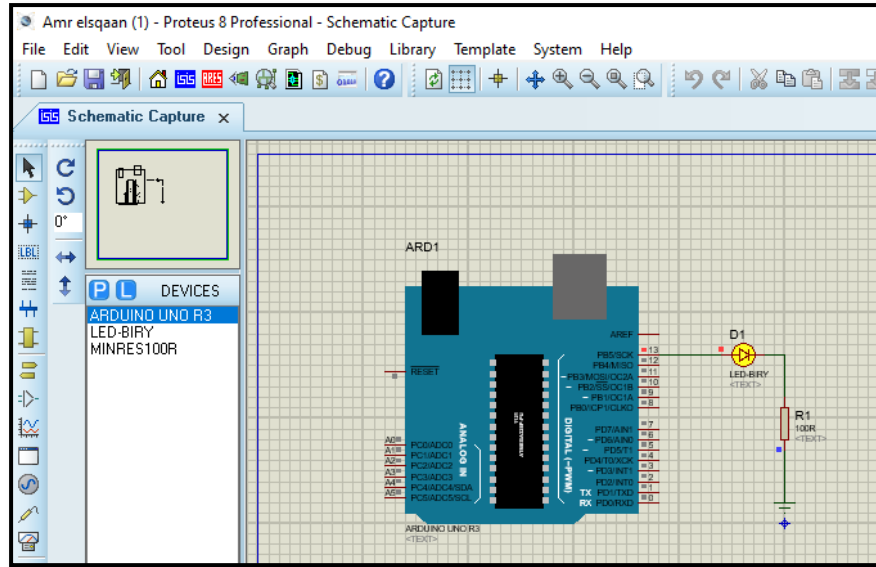 Amr elsqaan (1) - Proteus 8 Professional - Schematic Capture
File Edit View Tool Design Graph Debug Library Template System Help
isis ARES $
isis Schematic Capture x
0°
LBL
P L DEVICES
ARDUINO UNO R3
LED-BIRY
MINRES100R
ARD1
RESET
AREF
PB5/SCK 13
PB4/MISO 12
~PB3/MOSI/OC2A 11
~PB2/SS/OC1B 10
~PB1/OC1A 9
PB0/ICP1/CLKO 8
PD7/AIN1 7
~PD6/AIN0 6
~PD5/T1 5
PD4/T0/XCK 4
~PD3/INT1 3
PD2/INT0 2
TX PD1/TXD 1
RX PD0/RXD 0
DIGITAL (~PWM)
ANALOG IN
A0 PC0/ADC0
A1 PC1/ADC1
A2 PC2/ADC2
A3 PC3/ADC3
A4 PC4/ADC4/SDA
A5 PC5/ADC5/SCL
ARDUINO UNO R3
<TEXT>
D1
LED-BIRY
<TEXT>
R1
100R
<TEXT>